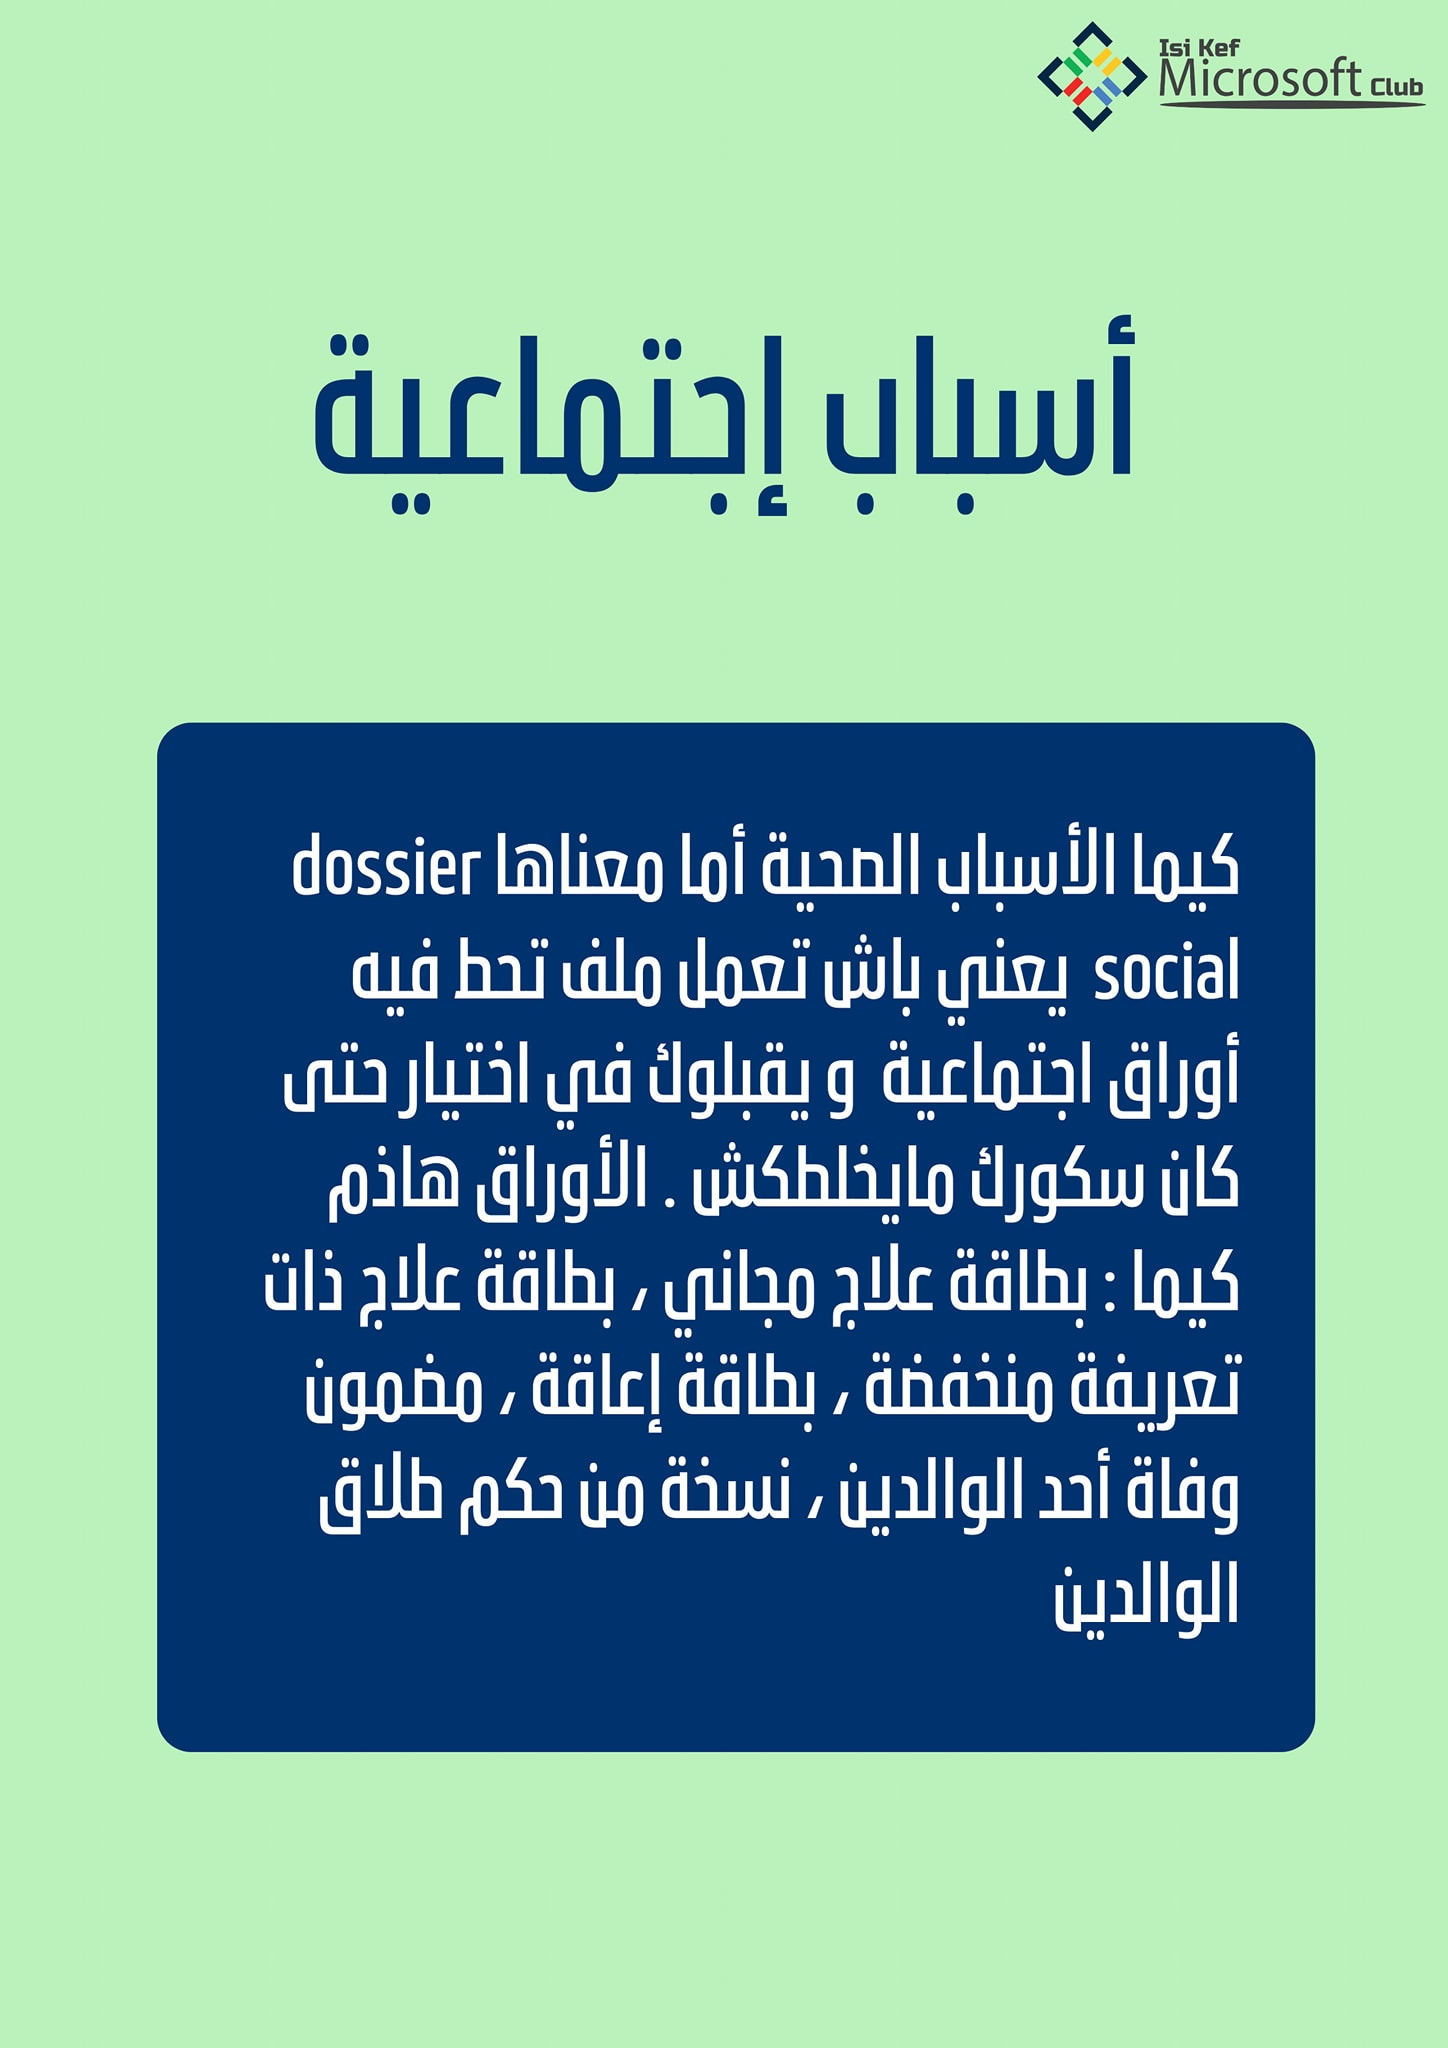 Isi Kef
Microsoft Club
أسباب إجتماعية
كيما الأسباب الصحية أما معناها dossier
social يعني باش تعمل ملف تحط فيه
أوراق اجتماعية و يقبلوك في اختيار حتى
كان سكورك مايخلطكش . الأوراق هاذم
كيما : بطاقة علاج مجاني ، بطاقة علاج ذات
تعريفة منخفضة ، بطاقة إعاقة ، مضمون
وفاة أحد الوالدين ، نسخة من حكم طلاق
الوالدين